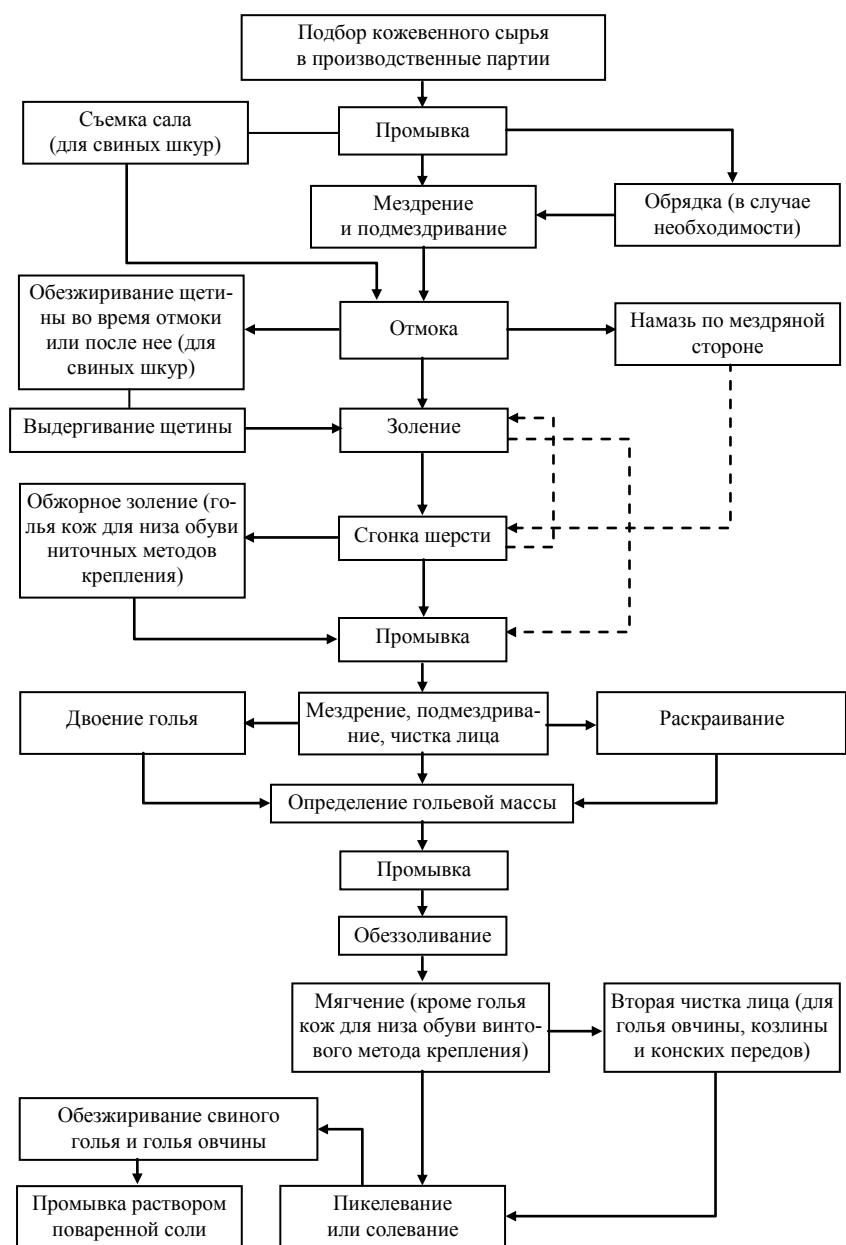 Подбор кожевенного сырья
в производственные партии
Съемка сала
(для свиных шкур)
Промывка
Мездрение
и подмездривание
Обрядка (в случае
необходимости)
Обезжиривание щети-
ны во время отмоки
или после нее (для
свиных шкур)
Отмока
Намазь по мездряной
стороне
Выдергивание щетины
Золение
Обжорное золение (го-
лья кож для низа обуви
ниточных методов
крепления)
Сгонка шерсти
Промывка
Двоение голья
Мездрение, подмездрива-
ние, чистка лица
Раскраивание
Определение гольевой массы
Промывка
Обеззоливание
Мягчение (кроме голья
кож для низа обуви винто-
вого метода крепления)
Вторая чистка лица (для
голья овчины, козлины
и конских передов)
Обезжиривание свиного
голья и голья овчины
Промывка раствором
поваренной соли
Пикелевание
или солевание